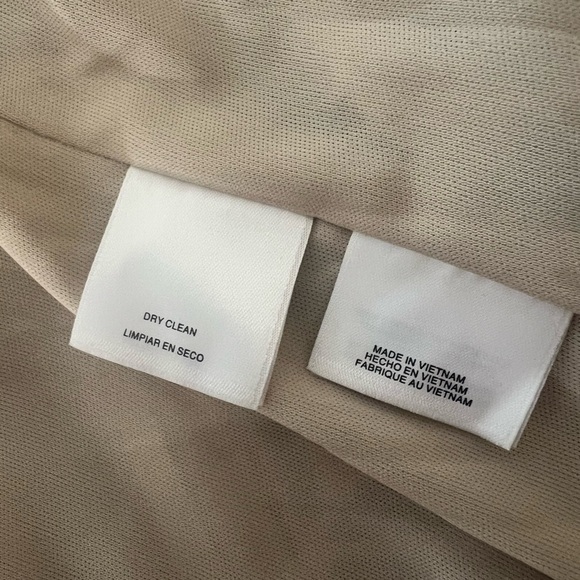 DRY CLEAN
LIMPIAR EN SECO
MADE IN VIETNAM
HECHO EN VIETNAM
FABRIQUE AU VIETNAM